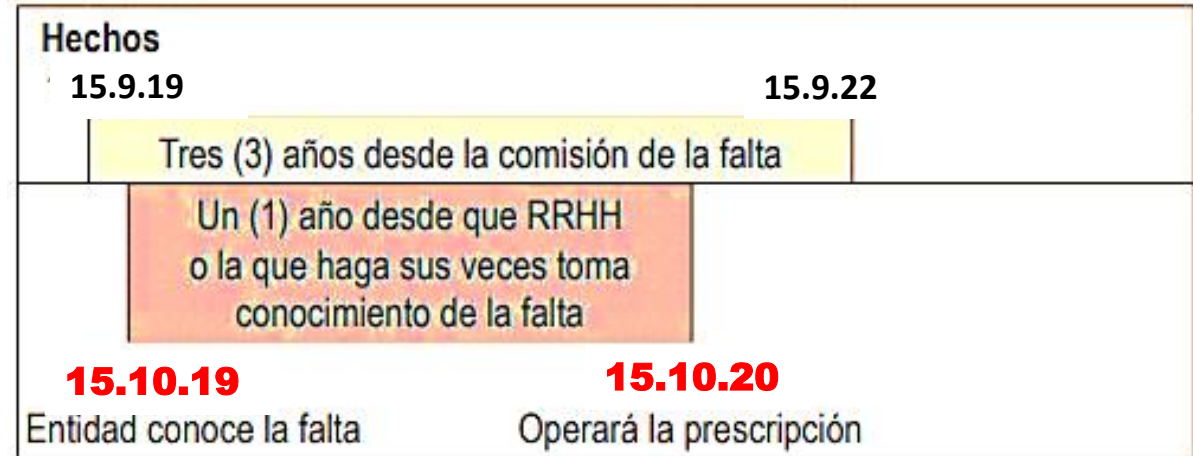 Hechos
15.9.19 15.9.22
Tres (3) años desde la comisión de la falta
Un (1) año desde que RRHH
o la que haga sus veces toma
conocimiento de la falta
15.10.19 15.10.20
Entidad conoce la falta Operará la prescripción